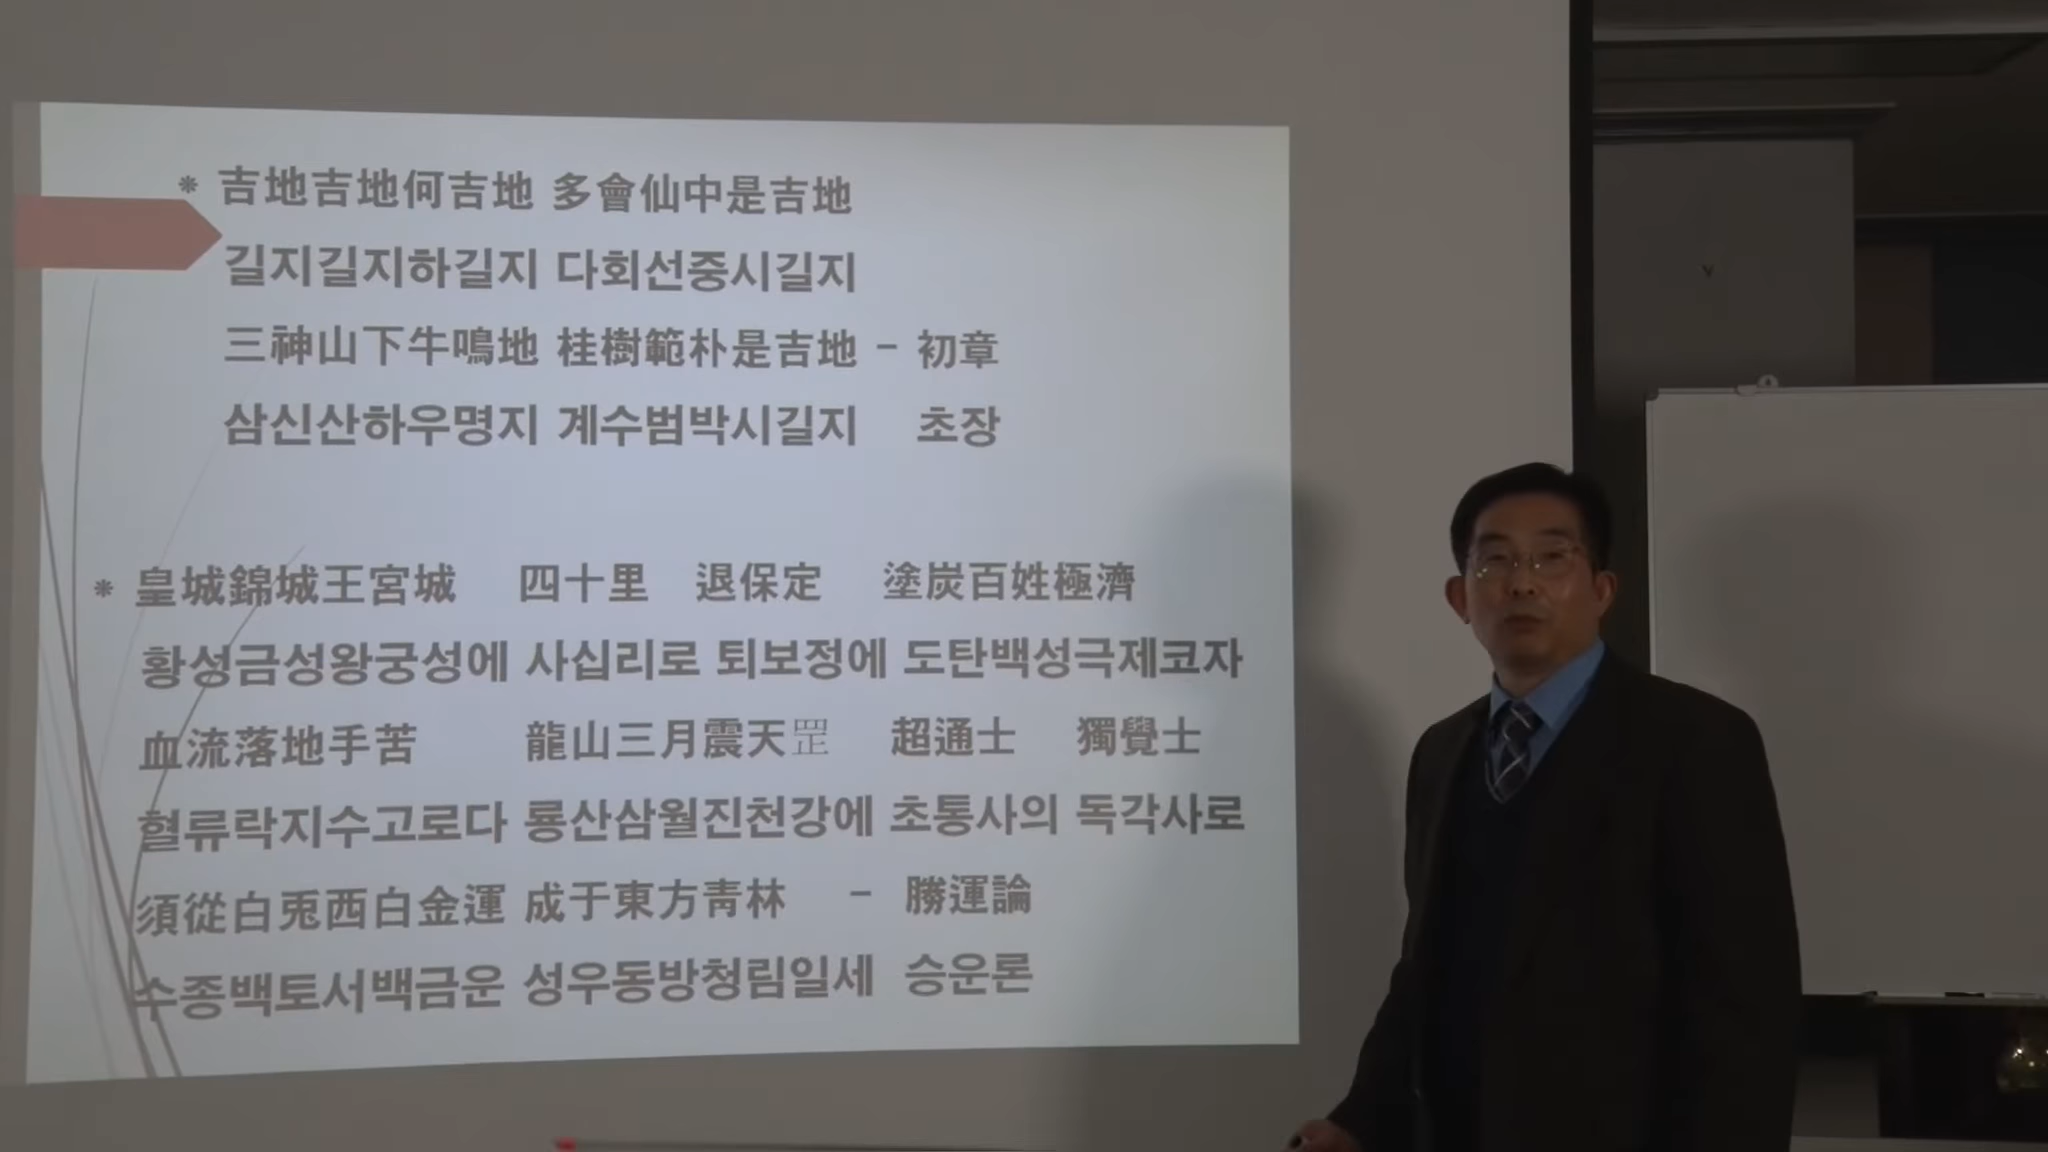 * 吉地吉地何吉地 多會仙中是吉地
길지길지하길지 다회선중시길지
三神山下牛鳴地 桂樹範朴是吉地 - 初章
삼신산하우명지 계수범박시길지 초장
* 皇城錦城王宮城 四十里 退保定 塗炭百姓極濟
황성금성왕궁성에 사십리로 퇴보정에 도탄백성극제코자
血流落地手苦 龍山三月震天罡 超通士 獨覺士
혈류락지수고로다 룡산삼월진천강에 초통사의 독각사로
須從白兎西白金運 成于東方靑林 - 勝運論
수종백토서백금운 성우동방청림일세 승운론